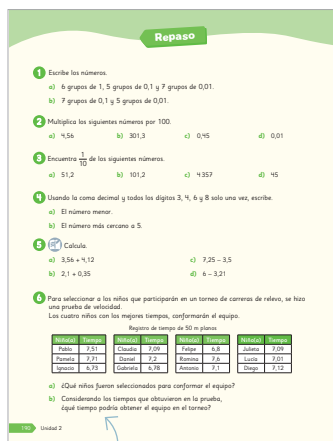 Repaso
1 Escribe los números.
a) 6 grupos de 1, 5 grupos de 0,1 y 7 grupos de 0,01.
b) 7 grupos de 0,1 y 5 grupos de 0,01.
2 Multiplica los siguientes números por 100.
a) 4,56 b) 301,3 c) 0,45 d) 0,01
3 Encuentra 1/10 de los siguientes números.
a) 51,2 b) 101,2 c) 4 357 d) 45
4 Usando la coma decimal y todos los dígitos 3, 4, 6 y 8 solo una vez, escribe.
a) El número menor.
b) El número más cercano a 5.
5 Calcula.
a) 3,56 + 4,12 c) 7,25 – 3,5
b) 2,1 + 0,35 d) 6 – 3,21
6 Para seleccionar a los niños que participarán en un torneo de carreras de relevo, se hizo
una prueba de velocidad.
Los cuatro niños con los mejores tiempos, conformarán el equipo.
Registro de tiempo de 50 m planos
Niño(a) Tiempo Niño(a) Tiempo Niño(a) Tiempo Niño(a) Tiempo
Pablo 7,51 Claudia 7,09 Felipe 6,8 Julieta 7,09
Pamela 7,71 Daniel 7,2 Romina 7,6 Lucía 7,01
Ignacio 6,73 Gabriela 6,78 Antonia 7,1 Diego 7,12
a) ¿Qué niños fueron seleccionados para conformar el equipo?
b) Considerando los tiempos que obtuvieron en la prueba,
¿qué tiempo podría obtener el equipo en el torneo?
190 Unidad 2